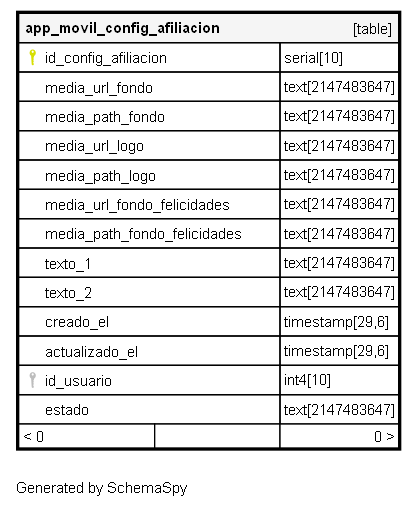 app_movil_config_afiliacion [table]
id_config_afiliacion serial[10]
media_url_fondo text[2147483647]
media_path_fondo text[2147483647]
media_url_logo text[2147483647]
media_path_logo text[2147483647]
media_url_fondo_felicidades text[2147483647]
media_path_fondo_felicidades text[2147483647]
texto_1 text[2147483647]
texto_2 text[2147483647]
creado_el timestamp[29,6]
actualizado_el timestamp[29,6]
id_usuario int4[10]
estado text[2147483647]
< 0 0 >
Generated by SchemaSpy